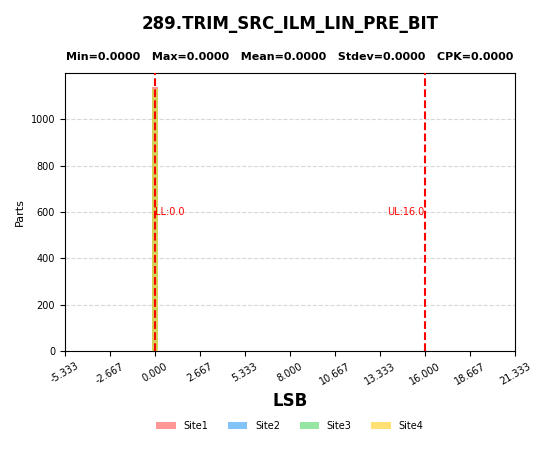 289.TRIM_SRC_ILM_LIN_PRE_BIT
Min=0.0000 Max=0.0000 Mean=0.0000 Stdev=0.0000 CPK=0.0000
Parts
1000
800
600
400
200
0
LL:0.0
UL:16.0
-5.333 -2.667 0.000 2.667 5.333 8.000 10.667 13.333 16.000 18.667 21.333
LSB
Site1 Site2 Site3 Site4